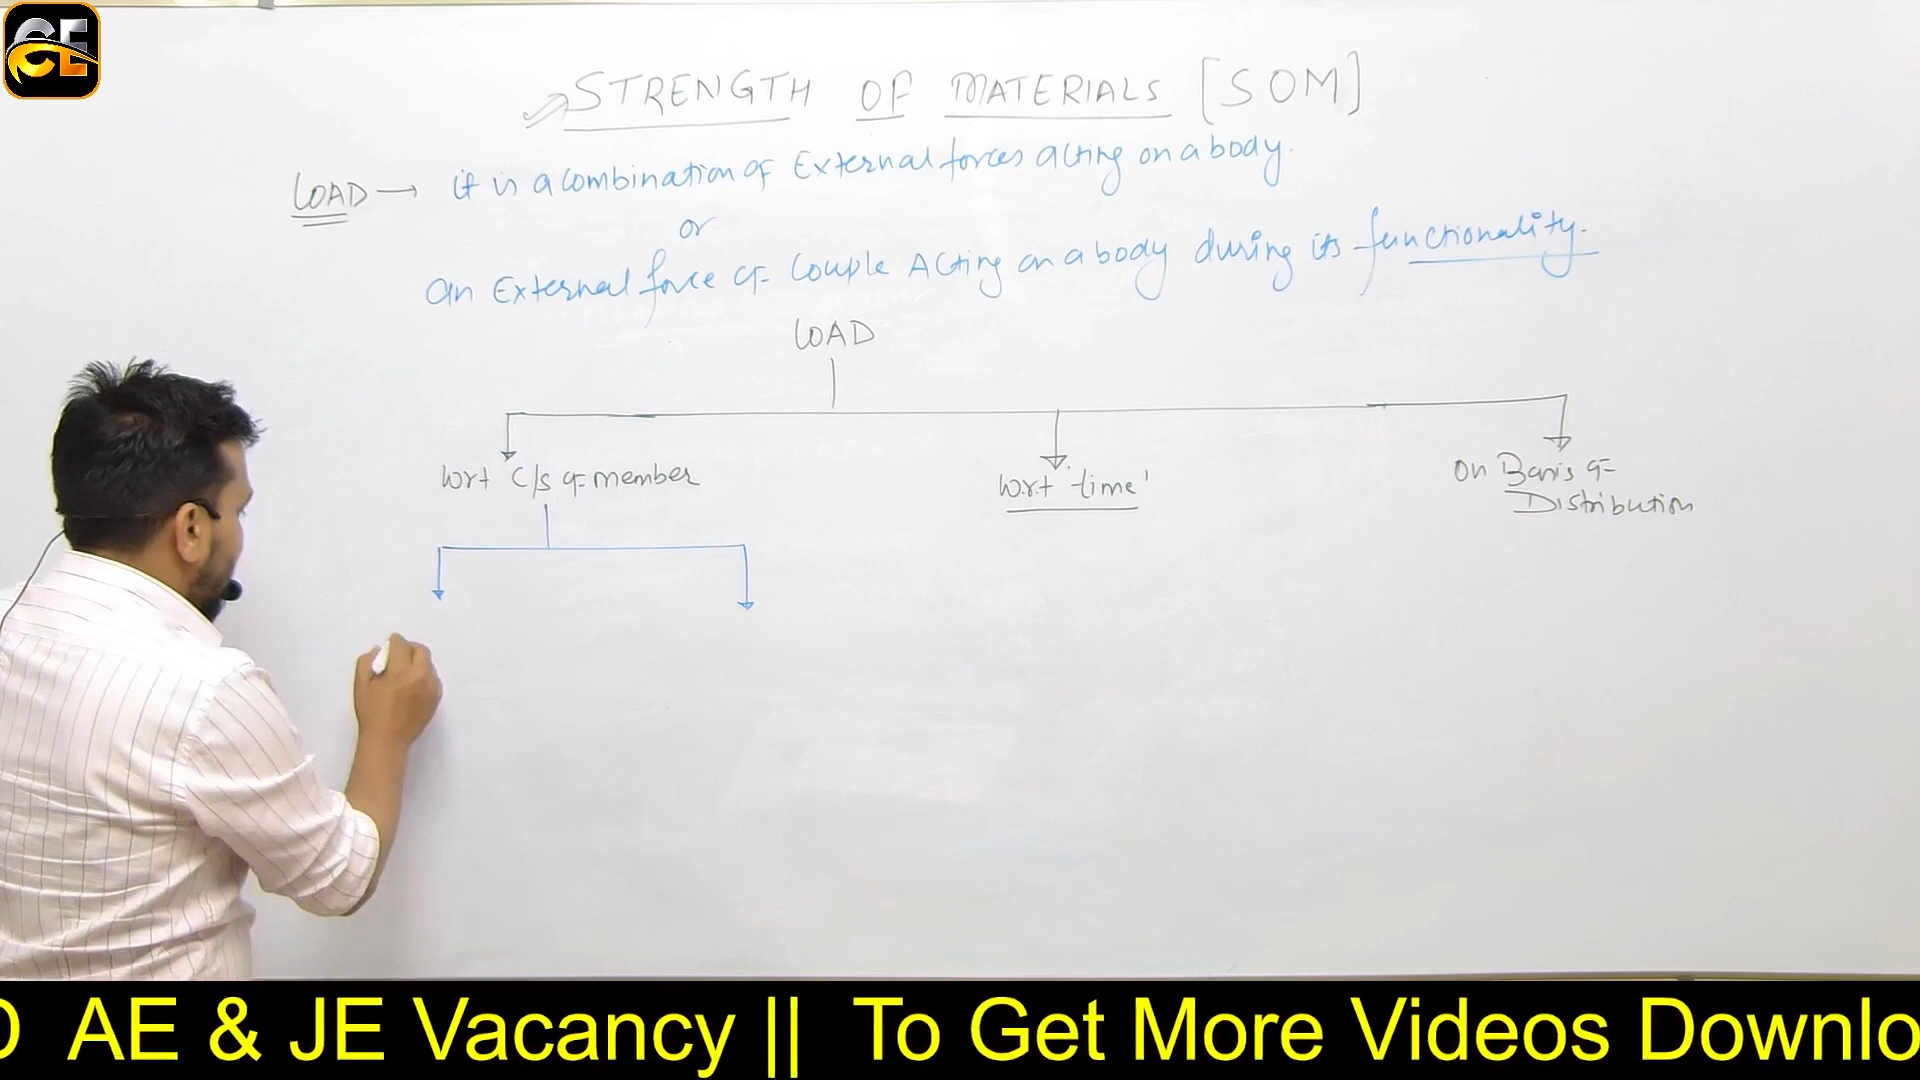 CE
STRENGTH OF MATERIALS [SOM]
LOAD → it is a combination of External forces acting on a body.
or
an External force of Couple Acting on a body during its functionality.
LOAD
wrt C/s of member
w.r.t 'time'
on Basis of
Distribution
AE & JE Vacancy || To Get More Videos Downlo